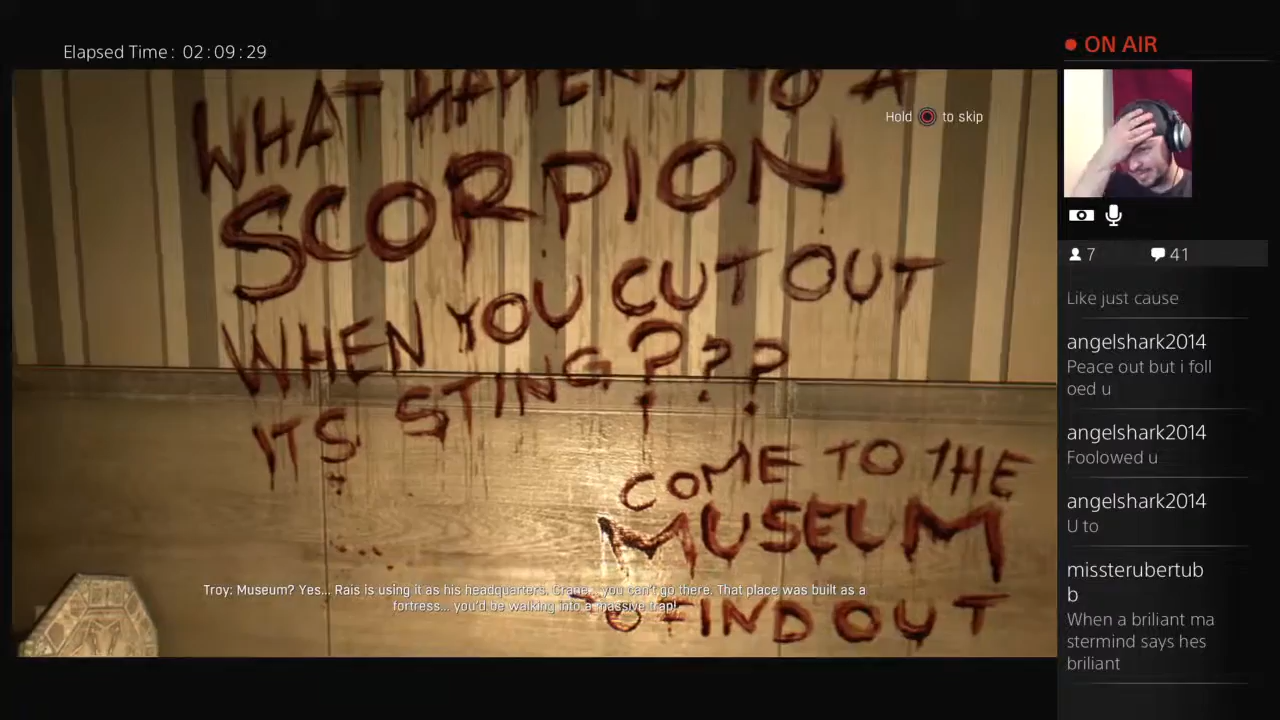 Elapsed Time: 02:09:29
ON AIR
Hold to skip
WHAT HAPPENS TO A
SCORPION
WHEN YOU CUT OUT
ITS STING???
COME TO THE
MUSEUM
TO FIND OUT
Troy: Museum? Yes... Rais is using it as his headquarters. Crane... you can't go there. That place was built as a
fortress... you'd be walking into a massive trap!
7 41
Like just cause
angelshark2014
Peace out but i foll
oed u
angelshark2014
Foolowed u
angelshark2014
U to
missterubertub
b
When a briliant ma
stermind says hes
briliant